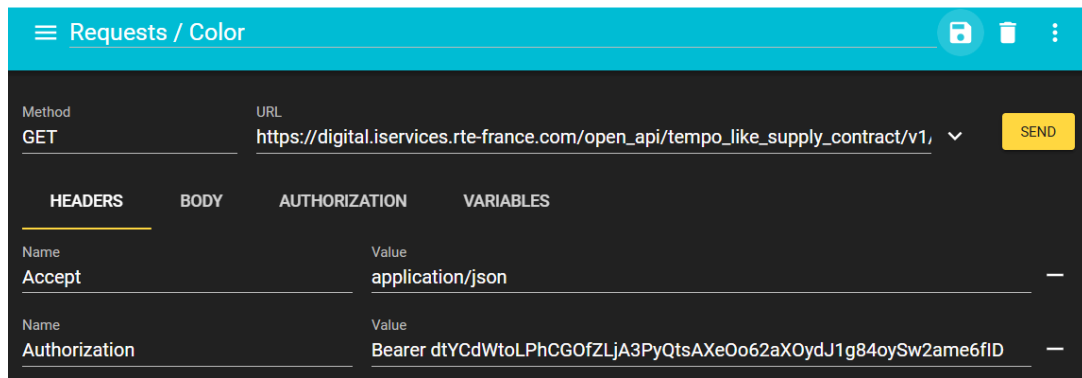 Requests / Color
Method
URL
GET
https://digital.iservices.rte-france.com/open_api/tempo_like_supply_contract/v1/
SEND
HEADERS BODY AUTHORIZATION VARIABLES
Name Value
Accept application/json
Name Value
Authorization Bearer dtYCdWtoLPhCGOfZLjA3PyQtsAXeOo62aXOydJ1g84oySw2ame6fID